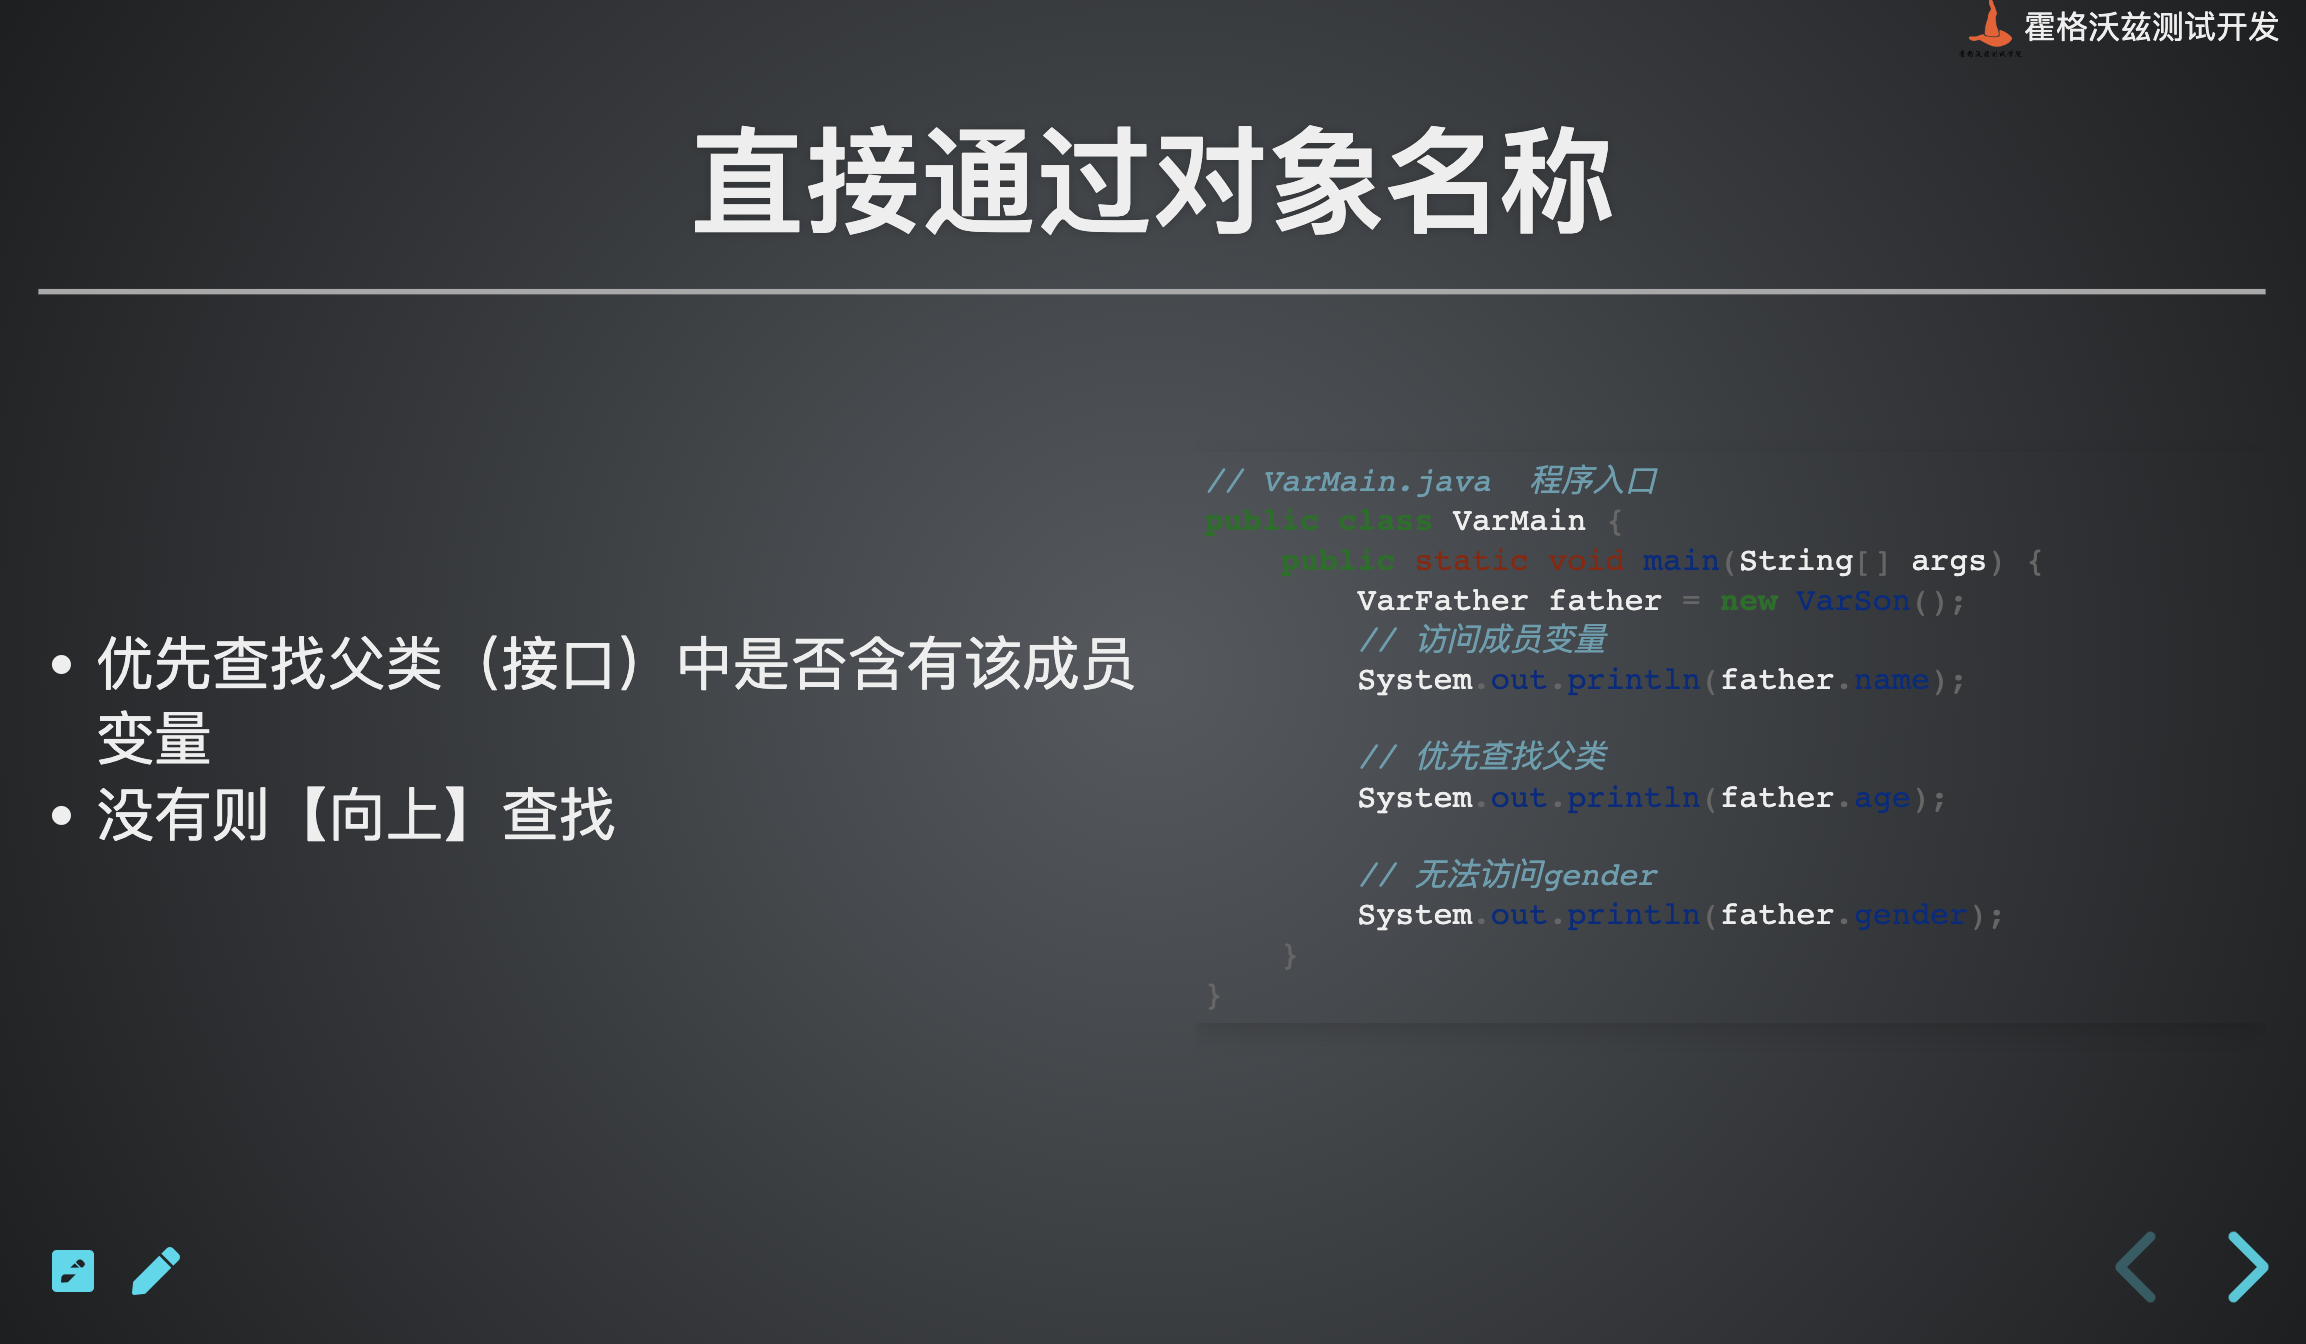 霍格沃兹测试开发
直接通过对象名称
优先查找父类（接口）中是否含有该成员
变量
没有则【向上】查找
// VarMain.java  程序入口
public class VarMain {
    public static void main(String[] args) {
        VarFather father = new VarSon();
        // 访问成员变量
        System.out.println(father.name);
        // 优先查找父类
        System.out.println(father.age);
        // 无法访问gender
        System.out.println(father.gender);
    }
}